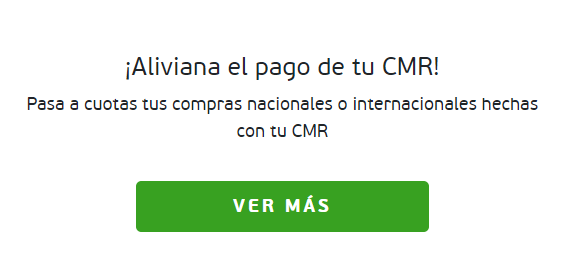 ¡Aliviana el pago de tu CMR!
Pasa a cuotas tus compras nacionales o internacionales hechas
con tu CMR
VER MÁS